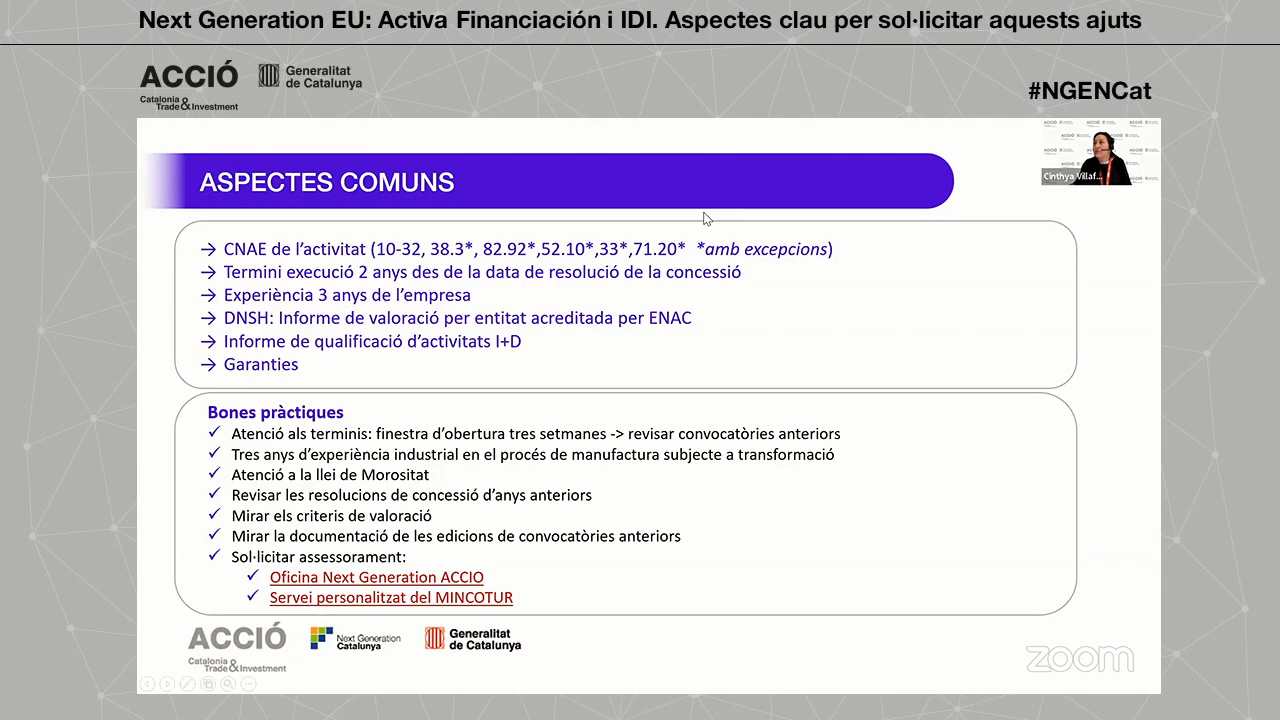 Next Generation EU: Activa Financiación i IDI. Aspectes clau per sol·licitar aquests ajuts
ACCIÓ
Catalonia
Trade & Investment
Generalitat
de Catalunya
#NGENCat
Cinthya Villaf...
ASPECTES COMUNS
→ CNAE de l’activitat (10-32, 38.3*, 82.92*,52.10*,33*,71.20* *amb excepcions)
→ Termini execució 2 anys des de la data de resolució de la concessió
→ Experiència 3 anys de l’empresa
→ DNSH: Informe de valoració per entitat acreditada per ENAC
→ Informe de qualificació d’activitats I+D
→ Garanties
Bones pràctiques
✓ Atenció als terminis: finestra d’obertura tres setmanes -> revisar convocatòries anteriors
✓ Tres anys d’experiència industrial en el procés de manufactura subjecte a transformació
✓ Atenció a la llei de Morositat
✓ Revisar les resolucions de concessió d’anys anteriors
✓ Mirar els criteris de valoració
✓ Mirar la documentació de les edicions de convocatòries anteriors
✓ Sol·licitar assessorament:
✓ Oficina Next Generation ACCIO
✓ Servei personalitzat del MINCOTUR
ACCIÓ
Catalonia
Trade & Investment
Next Generation
Catalunya
Generalitat
de Catalunya
zoom